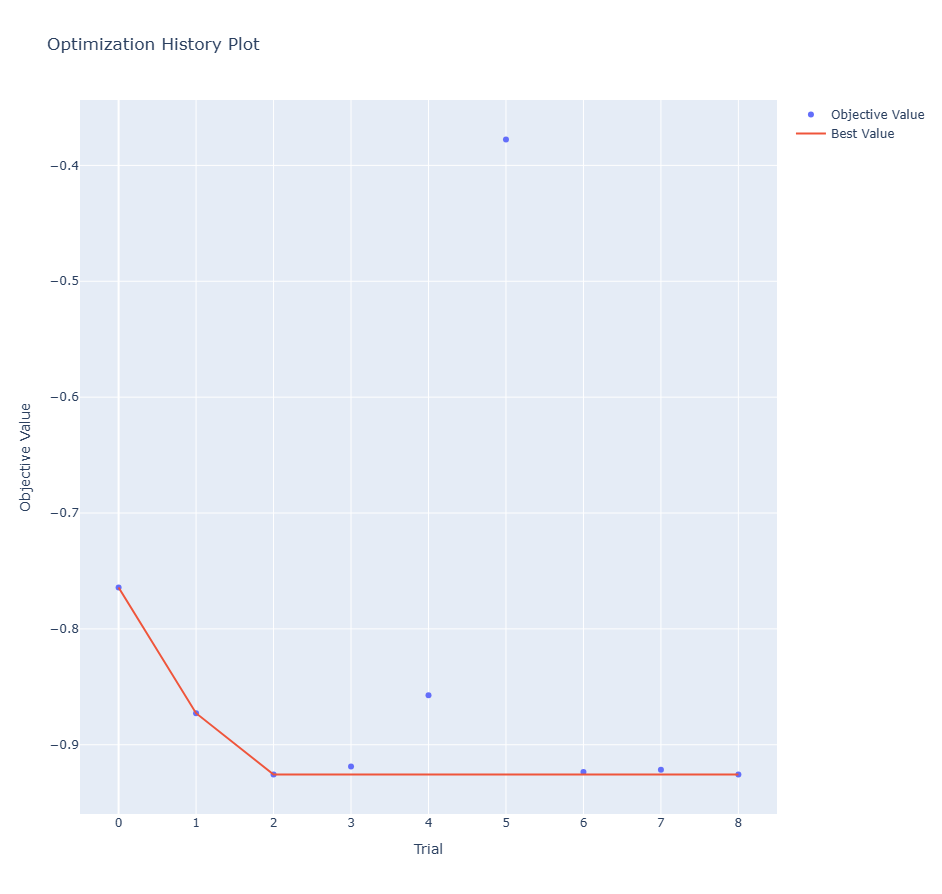 Optimization History Plot
Objective Value
Best Value
−0.4
−0.5
−0.6
−0.7
−0.8
−0.9
Objective Value
0 1 2 3 4 5 6 7 8
Trial